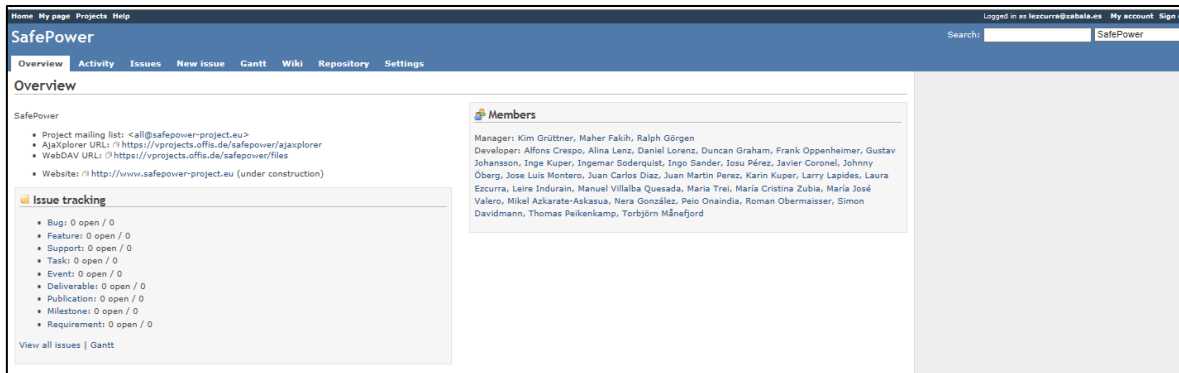 Home My page Projects Help
Logged in as lezcurra@zabala.es My account Sign
SafePower
Search:
SafePower
Overview Activity Issues New issue Gantt Wiki Repository Settings
Overview
SafePower
• Project mailing list: <all@safepower-project.eu>
• AjaXplorer URL: https://vprojects.offis.de/safepower/ajaxplorer
• WebDAV URL: https://vprojects.offis.de/safepower/files
• Website: http://www.safepower-project.eu (under construction)
Issue tracking
• Bug: 0 open / 0
• Feature: 0 open / 0
• Support: 0 open / 0
• Task: 0 open / 0
• Event: 0 open / 0
• Deliverable: 0 open / 0
• Publication: 0 open / 0
• Milestone: 0 open / 0
• Requirement: 0 open / 0
View all issues | Gantt
Members
Manager: Kim Grüttner, Maher Fakih, Ralph Görgen
Developer: Alfons Crespo, Alina Lenz, Daniel Lorenz, Duncan Graham, Frank Oppenheimer, Gustav
Johansson, Inge Kuper, Ingemar Soderquist, Ingo Sander, Iosu Pérez, Javier Coronel, Johnny
Öberg, Jose Luis Montero, Juan Carlos Diaz, Juan Martin Perez, Karin Kuper, Larry Lapides, Laura
Ezcurra, Leire Indurain, Manuel Villalba Quesada, Maria Trei, María Cristina Zubia, María José
Valero, Mikel Azkarate-Askasua, Nera González, Peio Onaindia, Roman Obermaisser, Simon
Davidmann, Thomas Peikenkamp, Torbjörn Månefjord